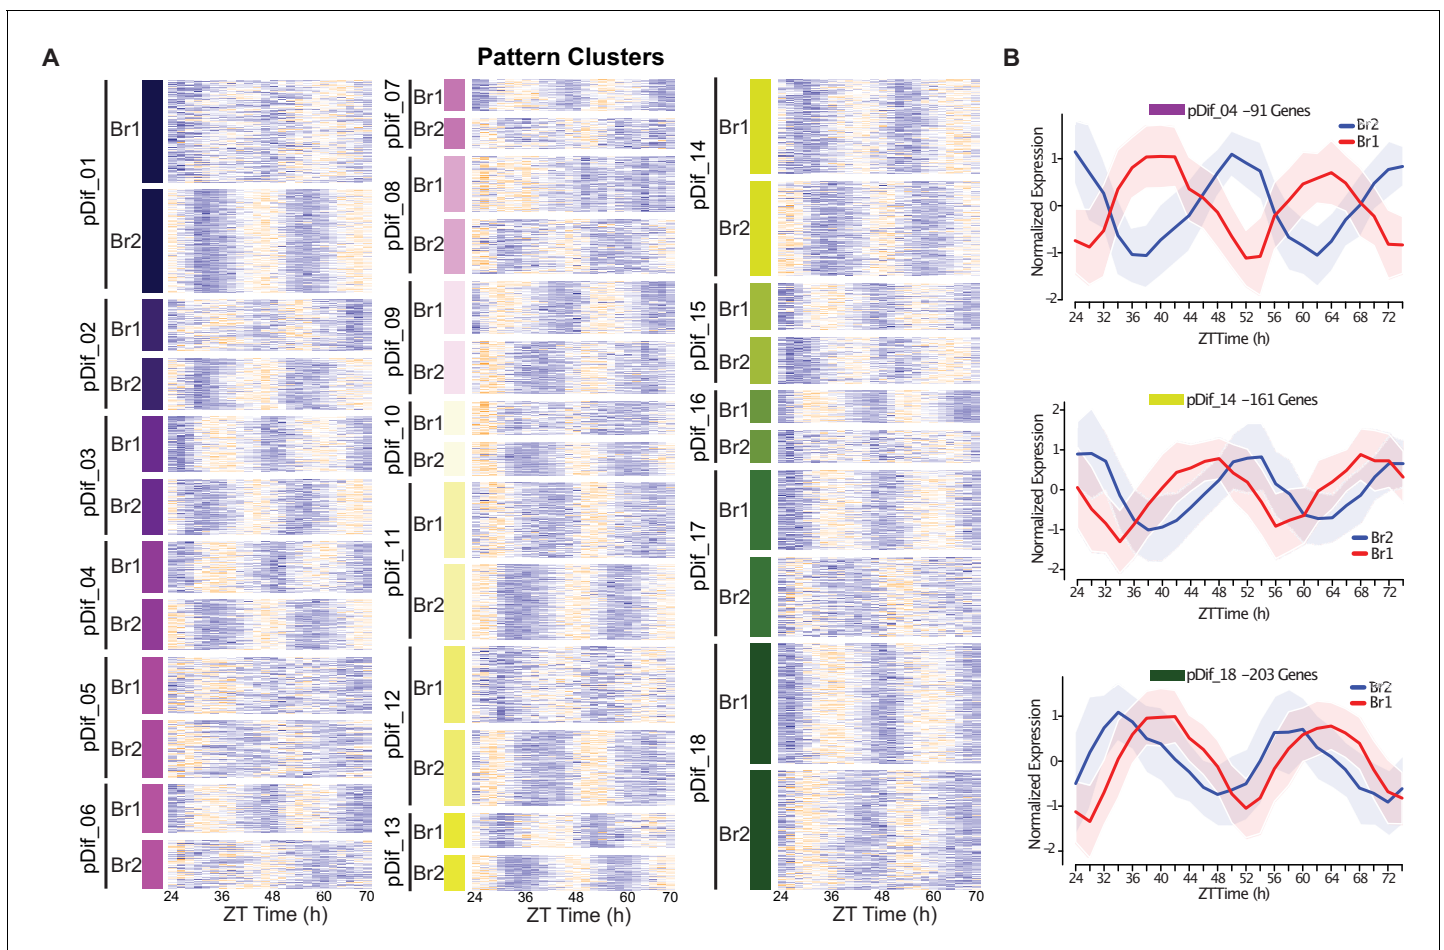 A
Pattern Clusters
B
pDif_01
Br1
Br2
pDif_02
Br1
Br2
pDif_03
Br1
Br2
pDif_04
Br1
Br2
pDif_05
Br1
Br2
pDif_06
Br1
Br2
24 36 48 60 70
ZT Time (h)
pDif_07
Br1
Br2
pDif_08
Br1
Br2
pDif_09
Br1
Br2
pDif_10
Br1
Br2
pDif_11
Br1
Br2
pDif_12
Br1
Br2
pDif_13
Br1
Br2
24 36 48 60 70
ZT Time (h)
pDif_14
Br1
Br2
pDif_15
Br1
Br2
pDif_16
Br1
Br2
pDif_17
Br1
Br2
pDif_18
Br1
Br2
24 36 48 60 70
ZT Time (h)
pDif_04 -91 Genes
Br2
Br1
Normalized Expression
1
0
-1
-2
24 28 32 36 40 44 48 52 56 60 64 68 72
ZTTime (h)
pDif_14 -161 Genes
Br2
Br1
Normalized Expression
2
1
0
-1
-2
24 28 32 36 40 44 48 52 56 60 64 68 72
ZTTime (h)
pDif_18 -203 Genes
Br2
Br1
Normalized Expression
1
0
-1
-2
24 28 32 36 40 44 48 52 56 60 64 68 72
ZTTime (h)